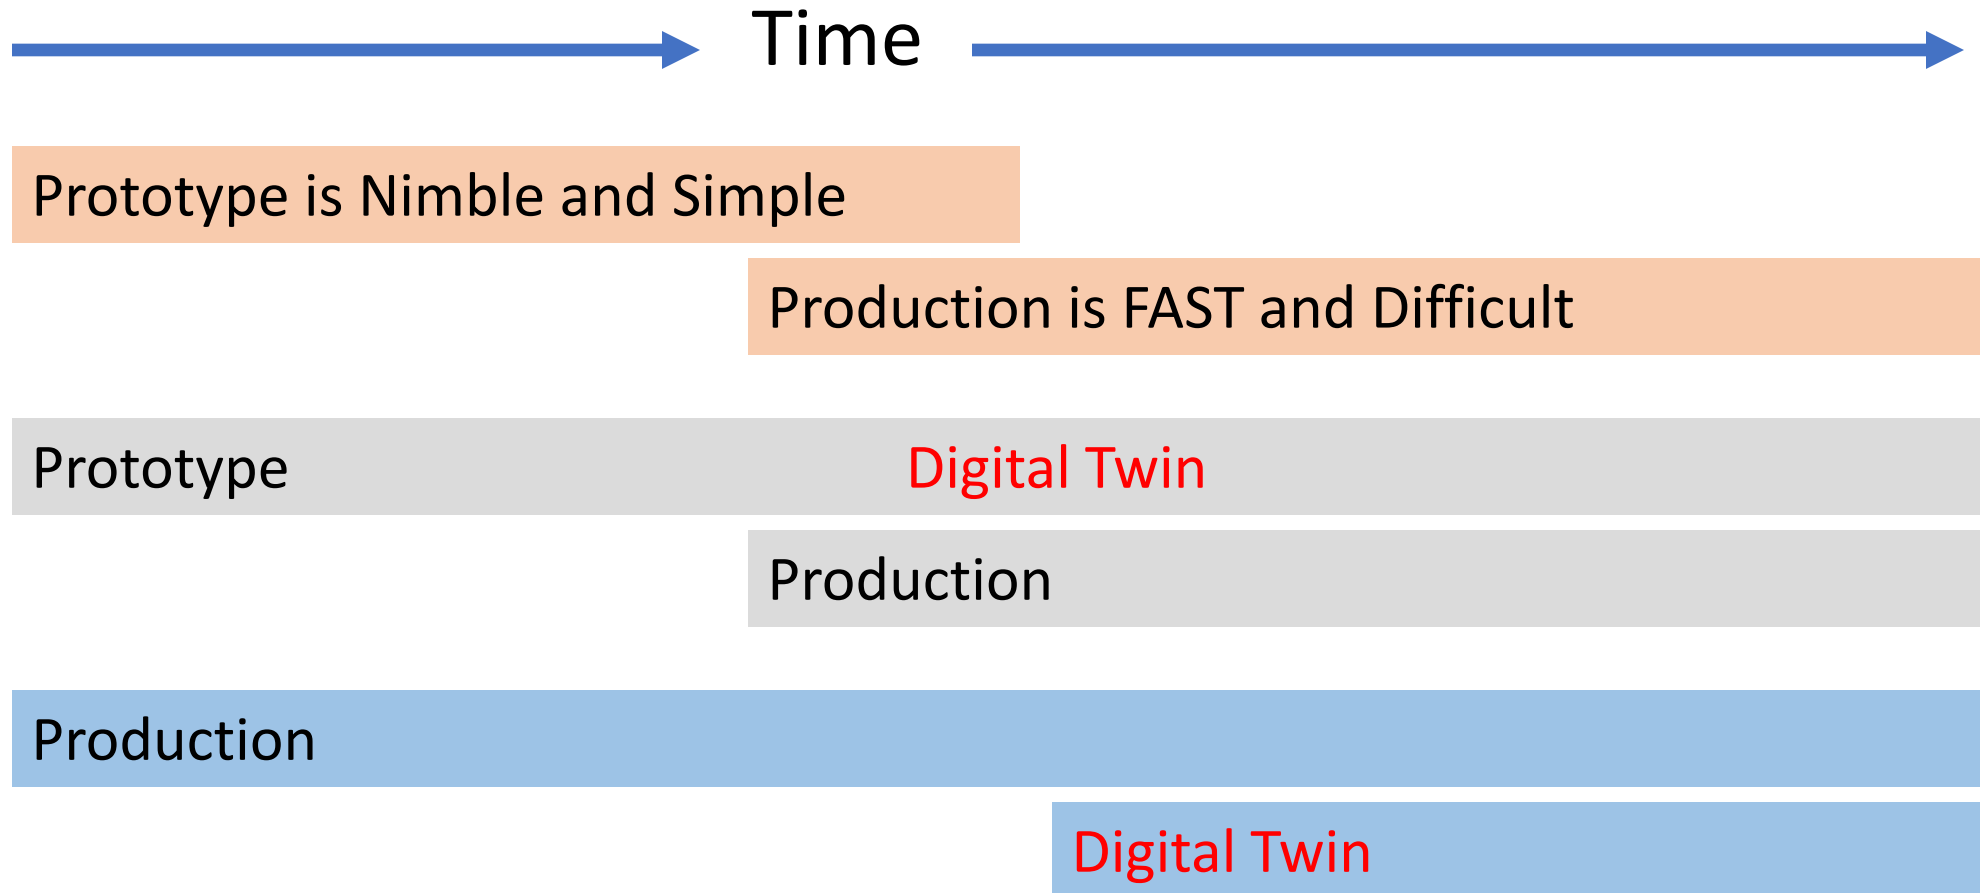 Time
Prototype is Nimble and Simple
Production is FAST and Difficult
Prototype Digital Twin
Production
Production
Digital Twin